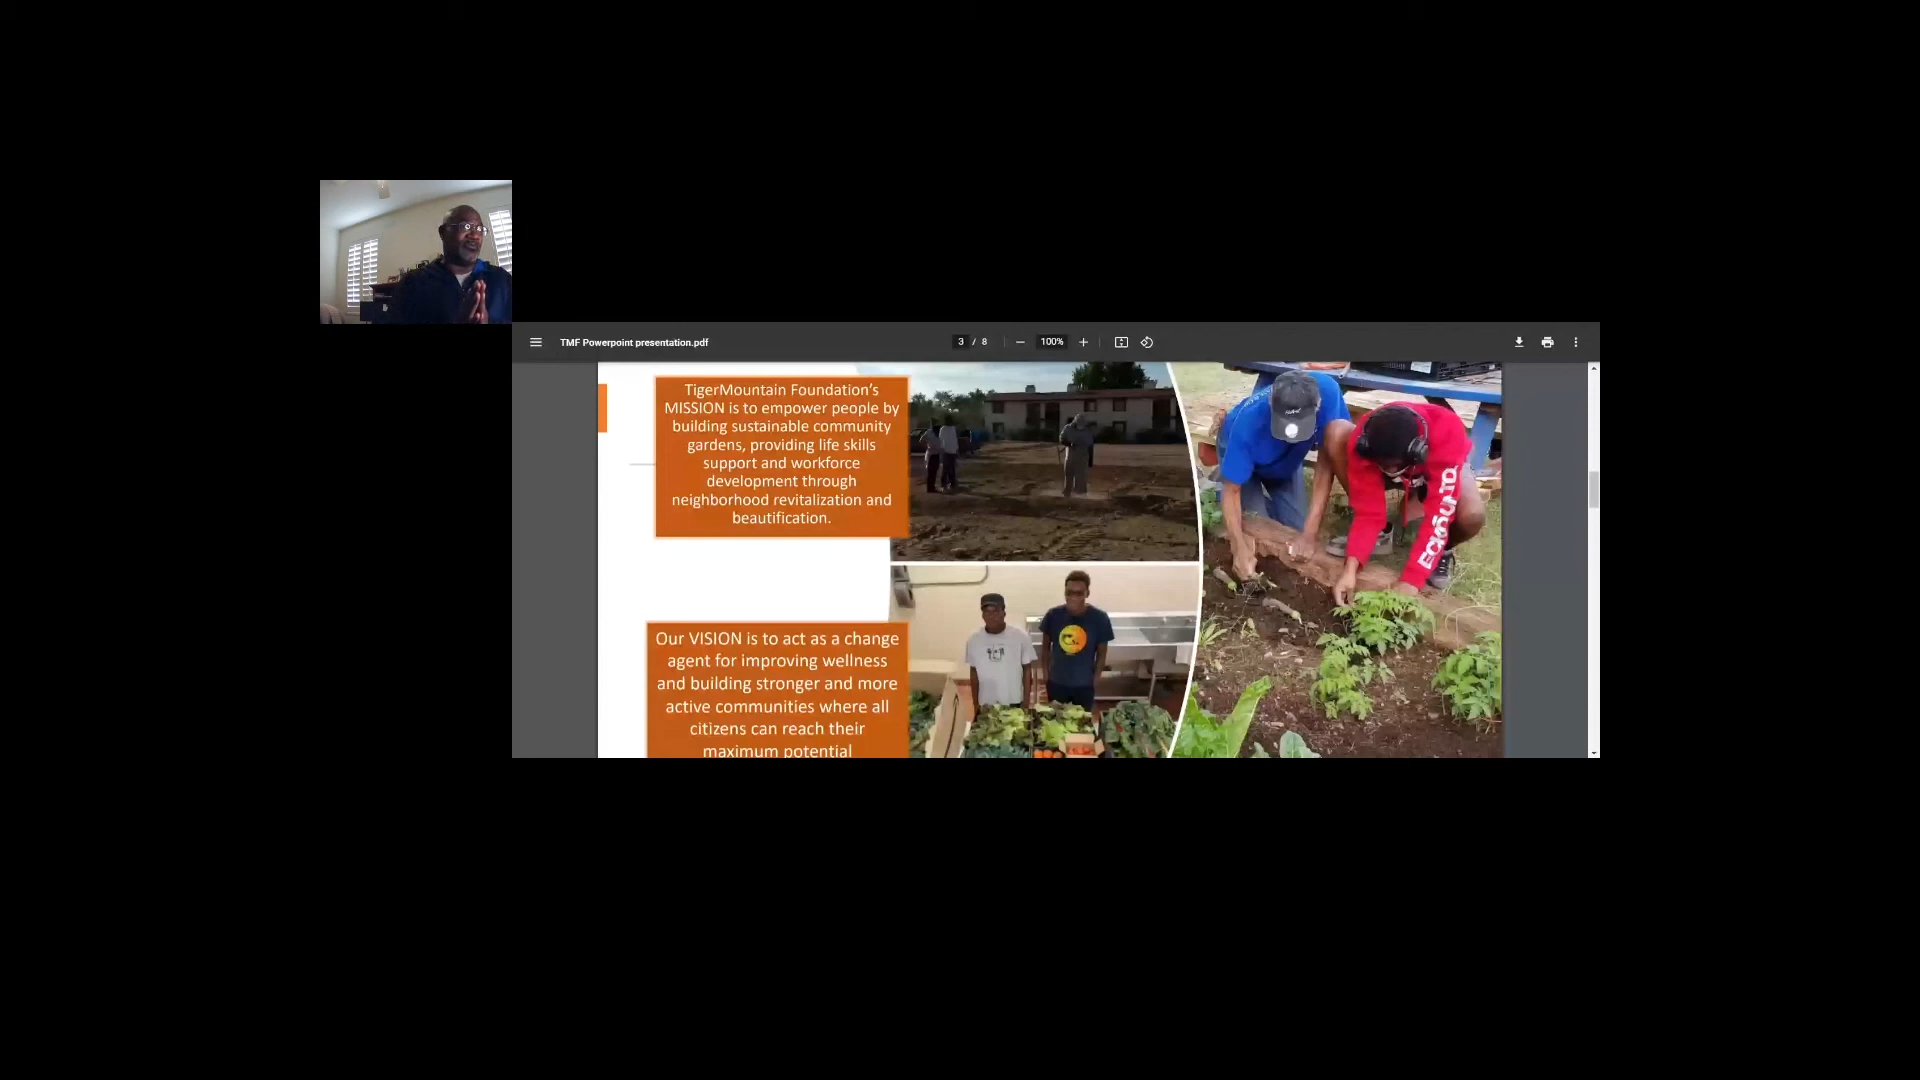 TMF Powerpoint presentation.pdf
3 / 8
100%
TigerMountain Foundation's
MISSION is to empower people by
building sustainable community
gardens, providing life skills
support and workforce
development through
neighborhood revitalization and
beautification.
Our VISION is to act as a change
agent for improving wellness
and building stronger and more
active communities where all
citizens can reach their
maximum potential